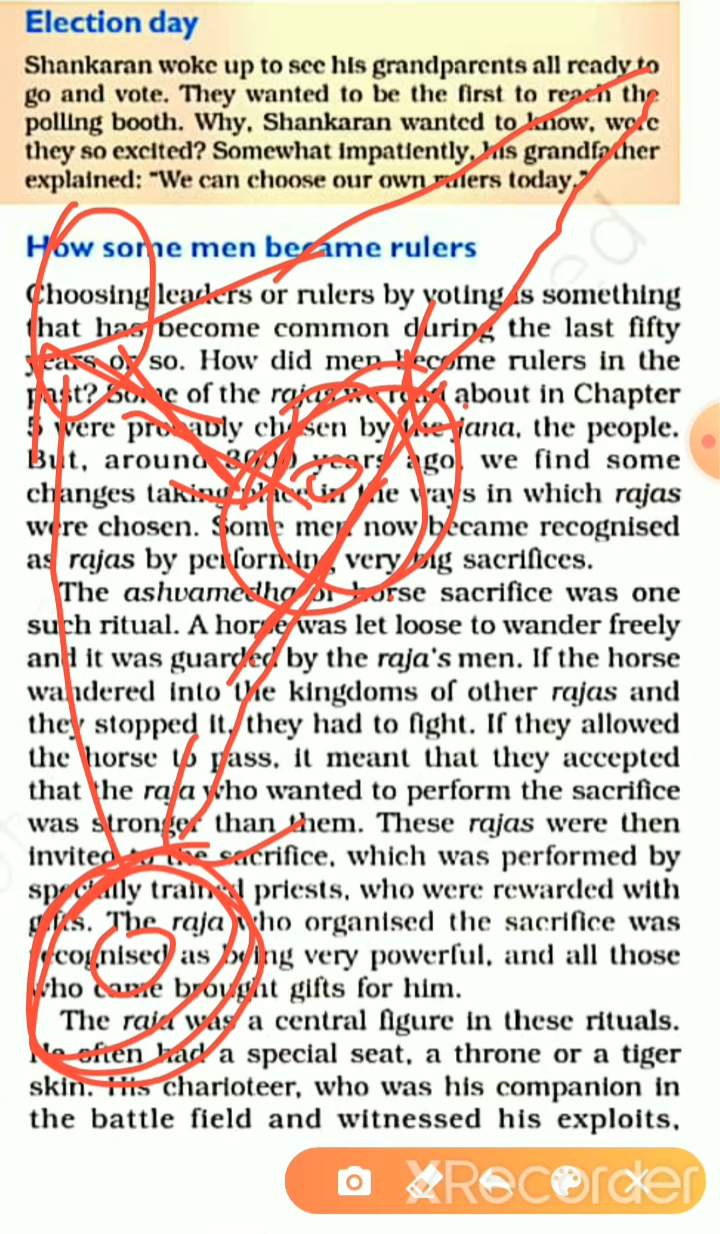 Election day
Shankaran woke up to see his grandparents all ready to
go and vote. They wanted to be the first to reach the
polling booth. Why, Shankaran wanted to know, were
they so excited? Somewhat impatiently, his grandfather
explained: "We can choose our own rulers today."
How some men became rulers
Choosing leaders or rulers by voting is something
that has become common during the last fifty
years or so. How did men become rulers in the
past? Some of the rajas we read about in Chapter
5 were probably chosen by the jana, the people.
But, around 3000 years ago, we find some
changes taking place in the ways in which rajas
were chosen. Some men now became recognised
as rajas by performing very big sacrifices.
The ashvamedha or horse sacrifice was one
such ritual. A horse was let loose to wander freely
and it was guarded by the raja's men. If the horse
wandered into the kingdoms of other rajas and
they stopped it, they had to fight. If they allowed
the horse to pass, it meant that they accepted
that the raja who wanted to perform the sacrifice
was stronger than them. These rajas were then
invited to the sacrifice, which was performed by
specially trained priests, who were rewarded with
gifts. The raja who organised the sacrifice was
recognised as being very powerful, and all those
who came brought gifts for him.
The raja was a central figure in these rituals.
He often had a special seat, a throne or a tiger
skin. His charioteer, who was his companion in
the battle field and witnessed his exploits,
XRecorder